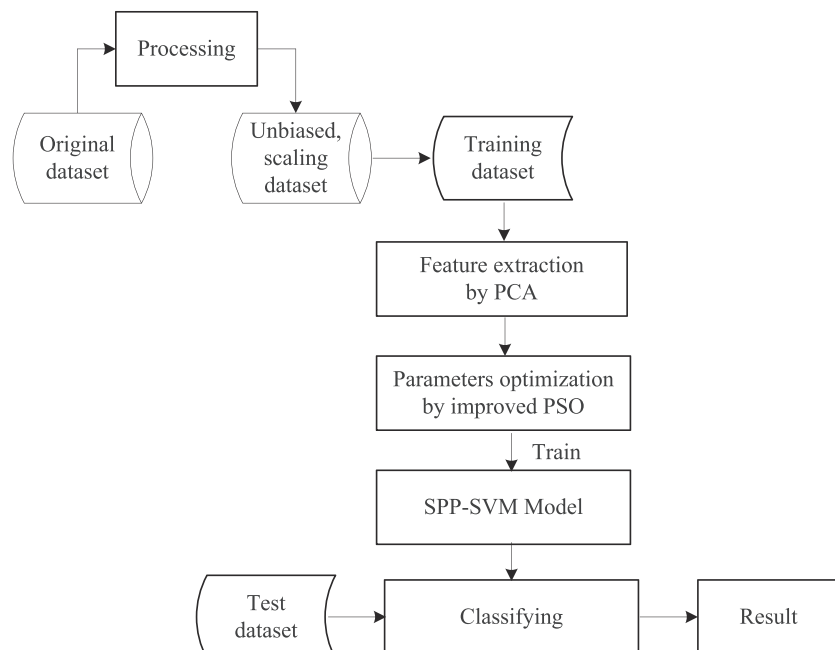 Processing
Original
dataset
Unbiased,
scaling
dataset
Training
dataset
Feature extraction
by PCA
Parameters optimization
by improved PSO
Train
SPP-SVM Model
Test
dataset
Classifying
Result